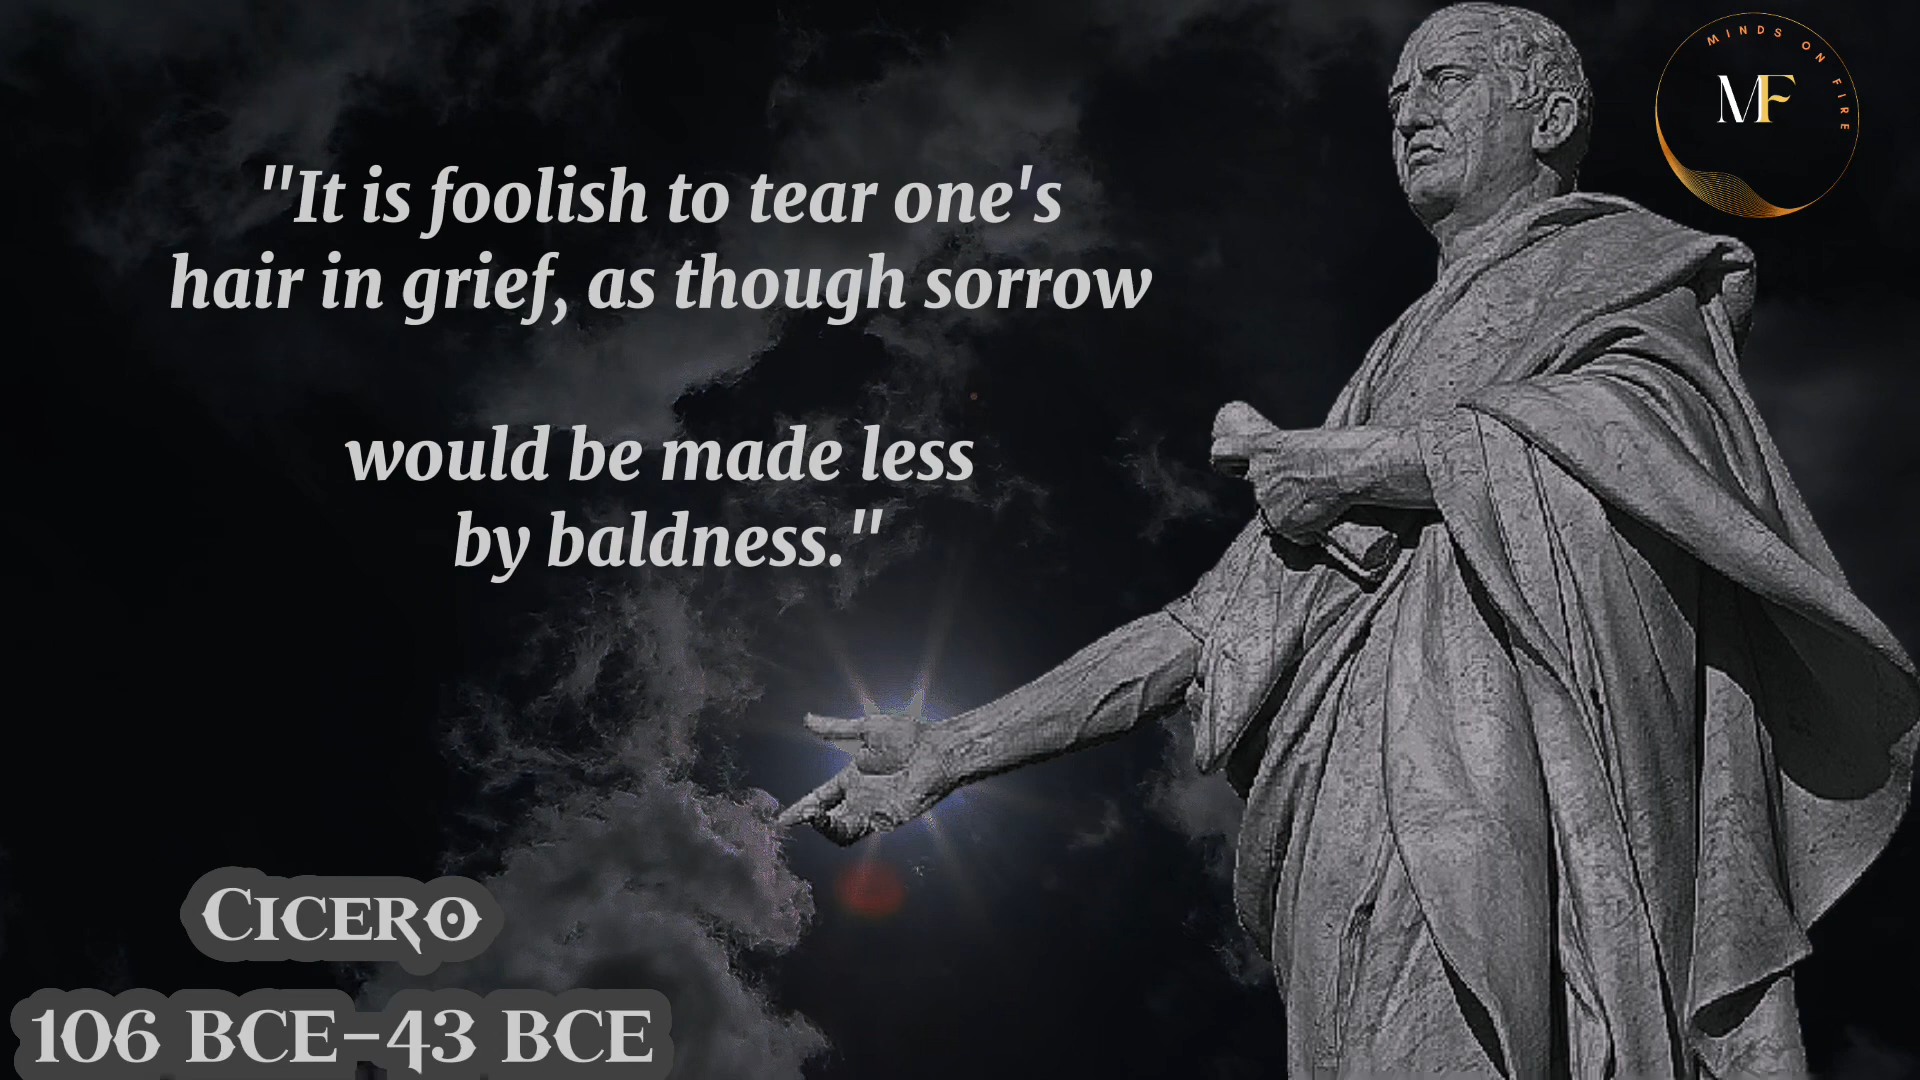 MINDS ON FIRE
MF
"It is foolish to tear one's
hair in grief, as though sorrow
would be made less
by baldness."
CICERO
106 BCE–43 BCE